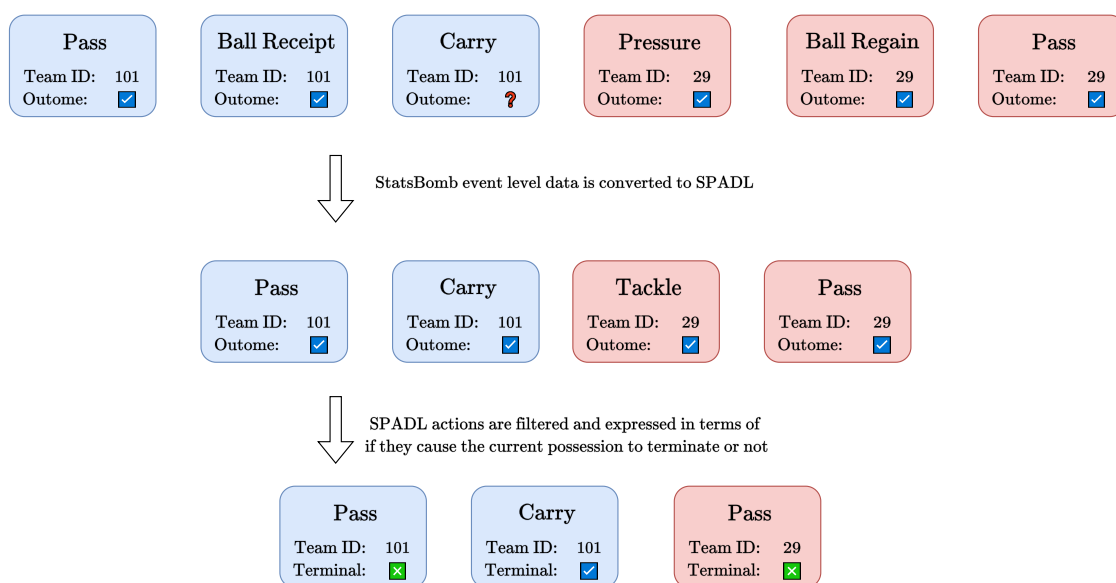 Pass
Team ID: 101
Outome: ✅
Ball Receipt
Team ID: 101
Outome: ✅
Carry
Team ID: 101
Outome: ❓
Pressure
Team ID: 29
Outome: ✅
Ball Regain
Team ID: 29
Outome: ✅
Pass
Team ID: 29
Outome: ✅
StatsBomb event level data is converted to SPADL
Pass
Team ID: 101
Outome: ✅
Carry
Team ID: 101
Outome: ✅
Tackle
Team ID: 29
Outome: ✅
Pass
Team ID: 29
Outome: ✅
SPADL actions are filtered and expressed in terms of
if they cause the current possession to terminate or not
Pass
Team ID: 101
Terminal: ❎
Carry
Team ID: 101
Terminal: ✅
Pass
Team ID: 29
Terminal: ❎